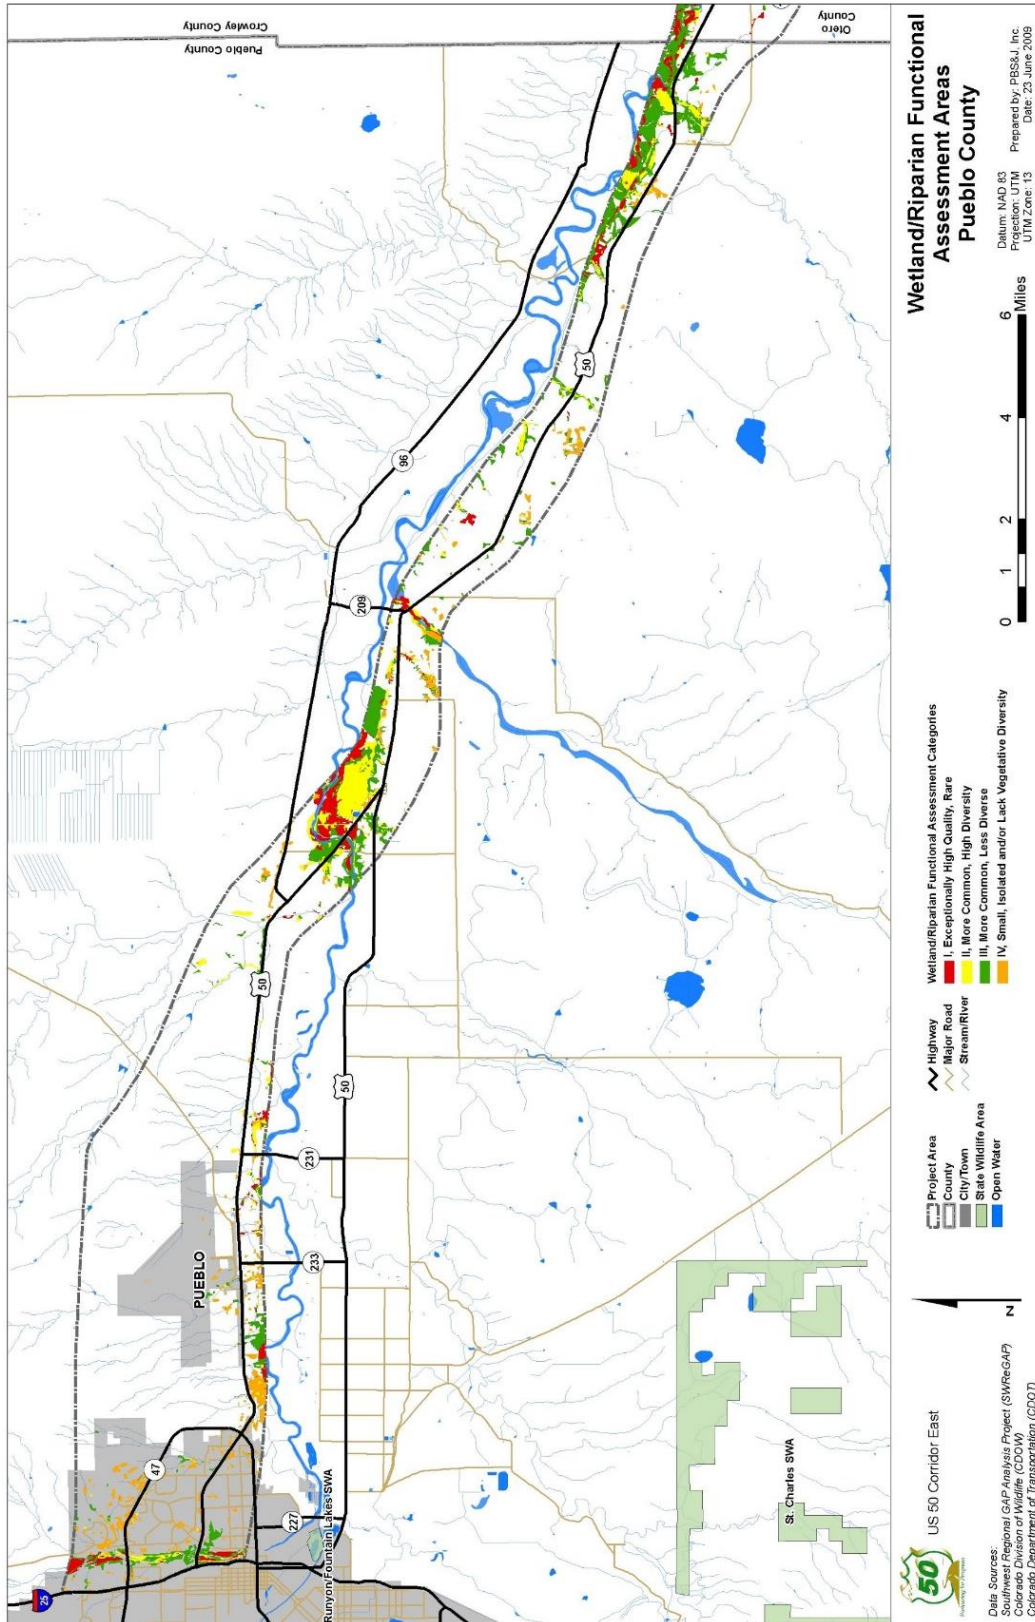 Crowley County
Pueblo County
Otero
County
96
50
209
50
50
231
233
PUEBLO
47
25
227
Runyon/Fountain Lakes SWA
St. Charles SWA
50
US 50 Corridor East
Data Sources:
Southwest Regional GAP Analysis Project (SWReGAP)
Colorado Division of Wildlife (CDOW)
Colorado Department of Transportation (CDOT)
N
Project Area
County
City/Town
State Wildlife Area
Open Water
Highway
Major Road
Stream/River
Wetland/Riparian Functional Assessment Categories
I, Exceptionally High Quality, Rare
II, More Common, High Diversity
III, More Common, Less Diverse
IV, Small, Isolated and/or Lack Vegetative Diversity
0 1 2 4 6
Miles
Wetland/Riparian Functional
Assessment Areas
Pueblo County
Datum: NAD 83
Projection: UTM
UTM Zone: 13
Prepared by: PBS&J, Inc.
Date: 23 June 2009